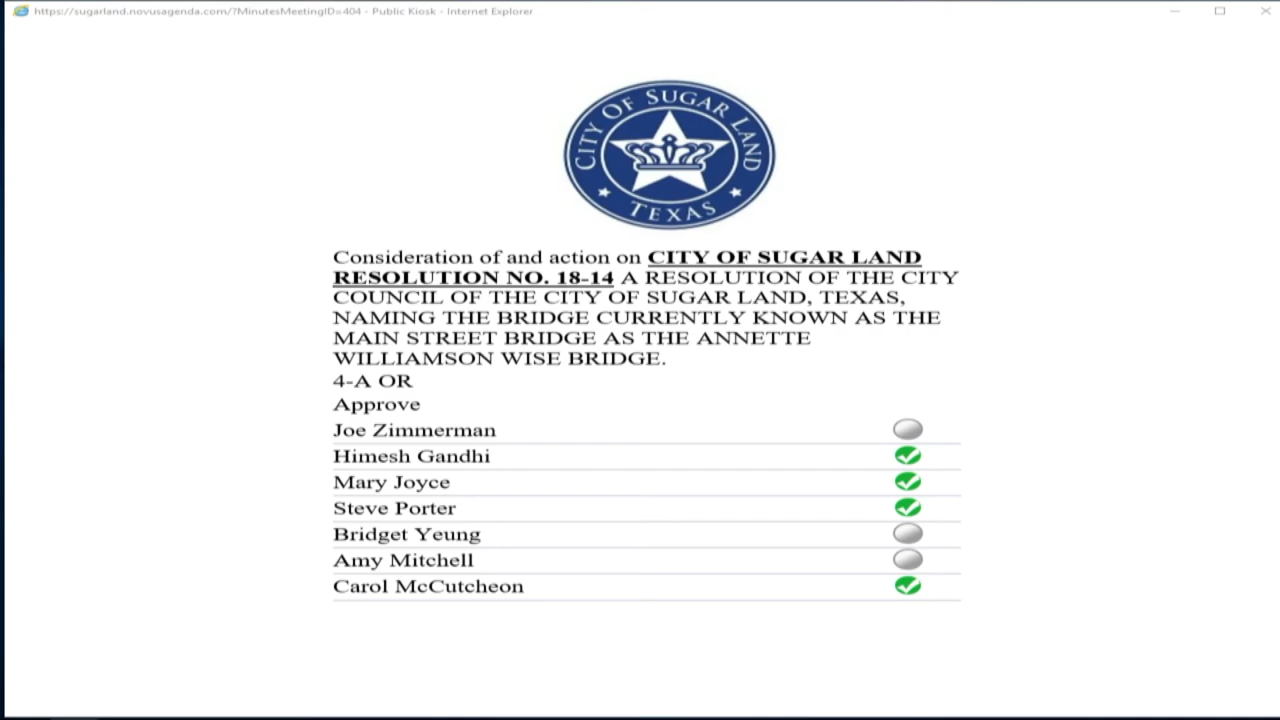 https://sugarland.novusagenda.com/?MinutesMeetingID=404 - Public Kiosk - Internet Explorer
CITY OF SUGAR LAND
TEXAS
Consideration of and action on CITY OF SUGAR LAND
RESOLUTION NO. 18-14 A RESOLUTION OF THE CITY
COUNCIL OF THE CITY OF SUGAR LAND, TEXAS,
NAMING THE BRIDGE CURRENTLY KNOWN AS THE
MAIN STREET BRIDGE AS THE ANNETTE
WILLIAMSON WISE BRIDGE.
4-A OR
Approve
Joe Zimmerman
Himesh Gandhi
Mary Joyce
Steve Porter
Bridget Yeung
Amy Mitchell
Carol McCutcheon